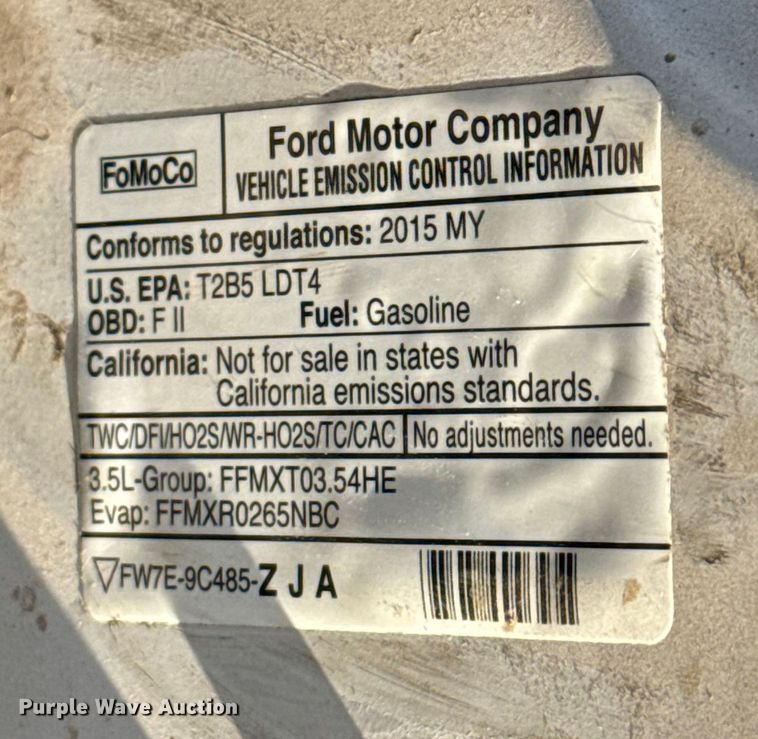 FoMoCo
Ford Motor Company
VEHICLE EMISSION CONTROL INFORMATION
Conforms to regulations: 2015 MY
U.S. EPA: T2B5 LDT4
OBD: F II Fuel: Gasoline
California: Not for sale in states with
California emissions standards.
TWC/DFI/HO2S/WR-HO2S/TC/CAC No adjustments needed.
3.5L-Group: FFMXT03.54HE
Evap: FFMXR0265NBC
▽FW7E-9C485-Z J A
Purple Wave Auction